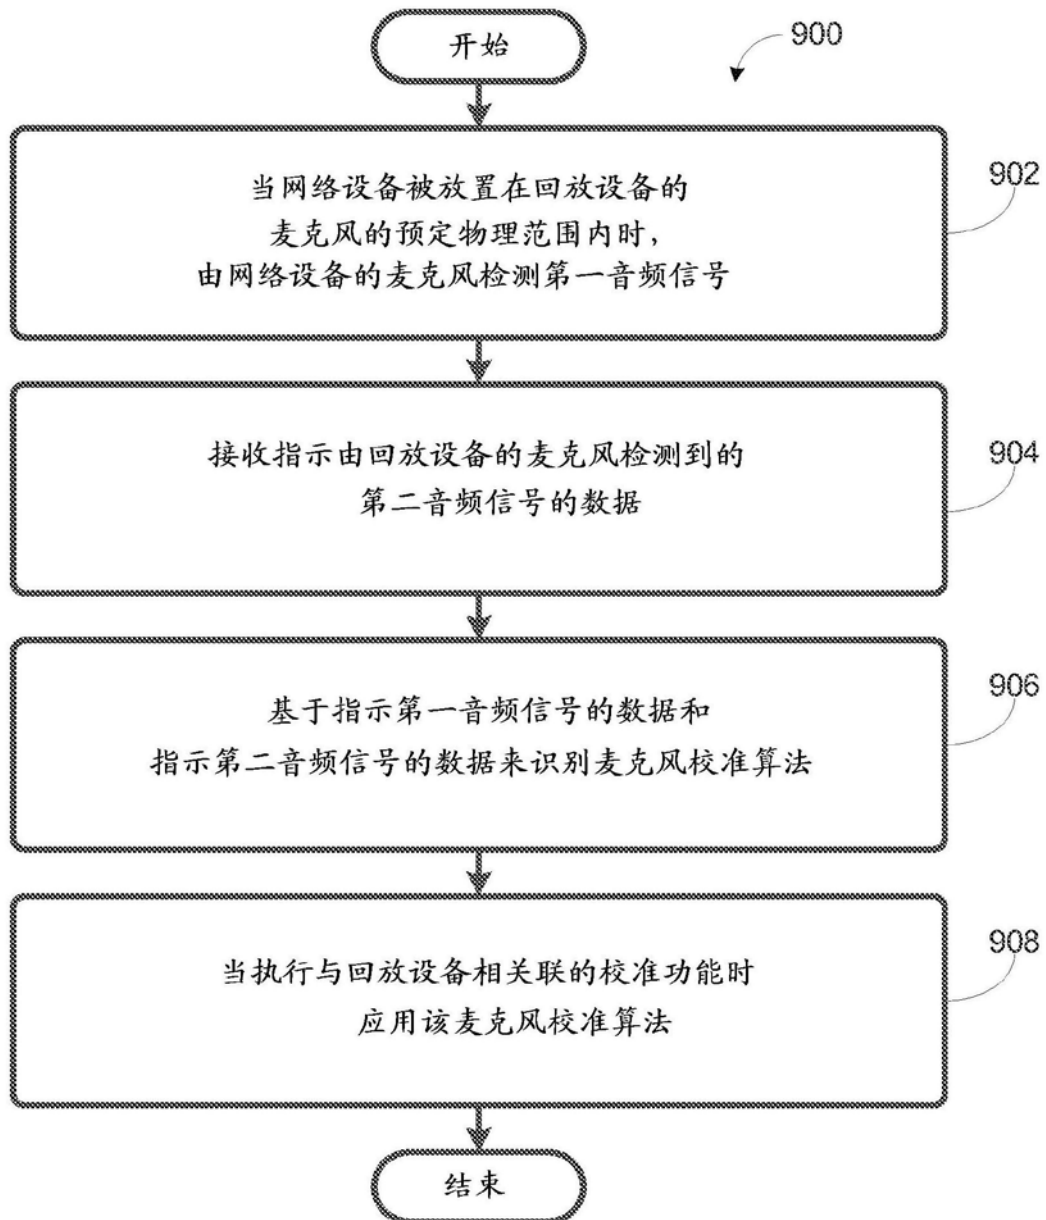 开始
900
当网络设备被放置在回放设备的
麦克风的预定物理范围内时，
由网络设备的麦克风检测第一音频信号
902
接收指示由回放设备的麦克风检测到的
第二音频信号的数据
904
基于指示第一音频信号的数据和
指示第二音频信号的数据来识别麦克风校准算法
906
当执行与回放设备相关联的校准功能时
应用该麦克风校准算法
908
结束